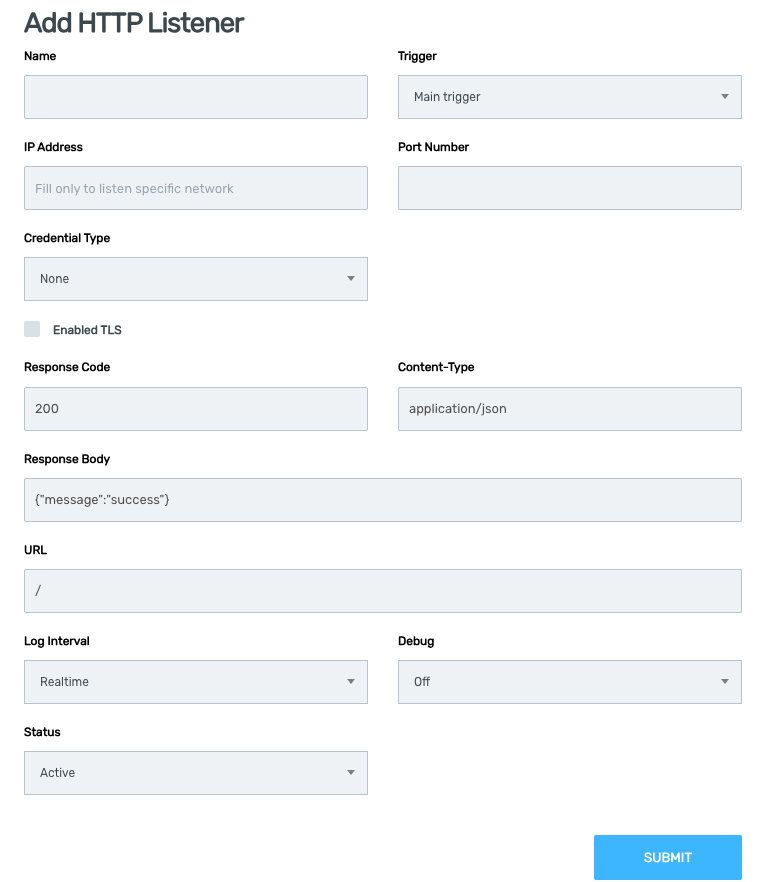 Add HTTP Listener
Name
Trigger
Main trigger
IP Address
Port Number
Fill only to listen specific network
Credential Type
None
Enabled TLS
Response Code
Content-Type
200
application/json
Response Body
{"message":"success"}
URL
/
Log Interval
Debug
Realtime
Off
Status
Active
SUBMIT